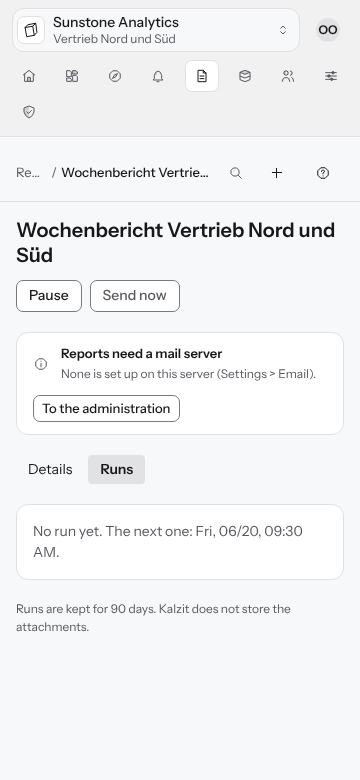 Sunstone Analytics
Vertrieb Nord und Süd
OO
Re... / Wochenbericht Vertrie...
Wochenbericht Vertrieb Nord und
Süd
Pause
Send now
Reports need a mail server
None is set up on this server (Settings > Email).
To the administration
Details
Runs
No run yet. The next one: Fri, 06/20, 09:30
AM.
Runs are kept for 90 days. Kalzit does not store the
attachments.